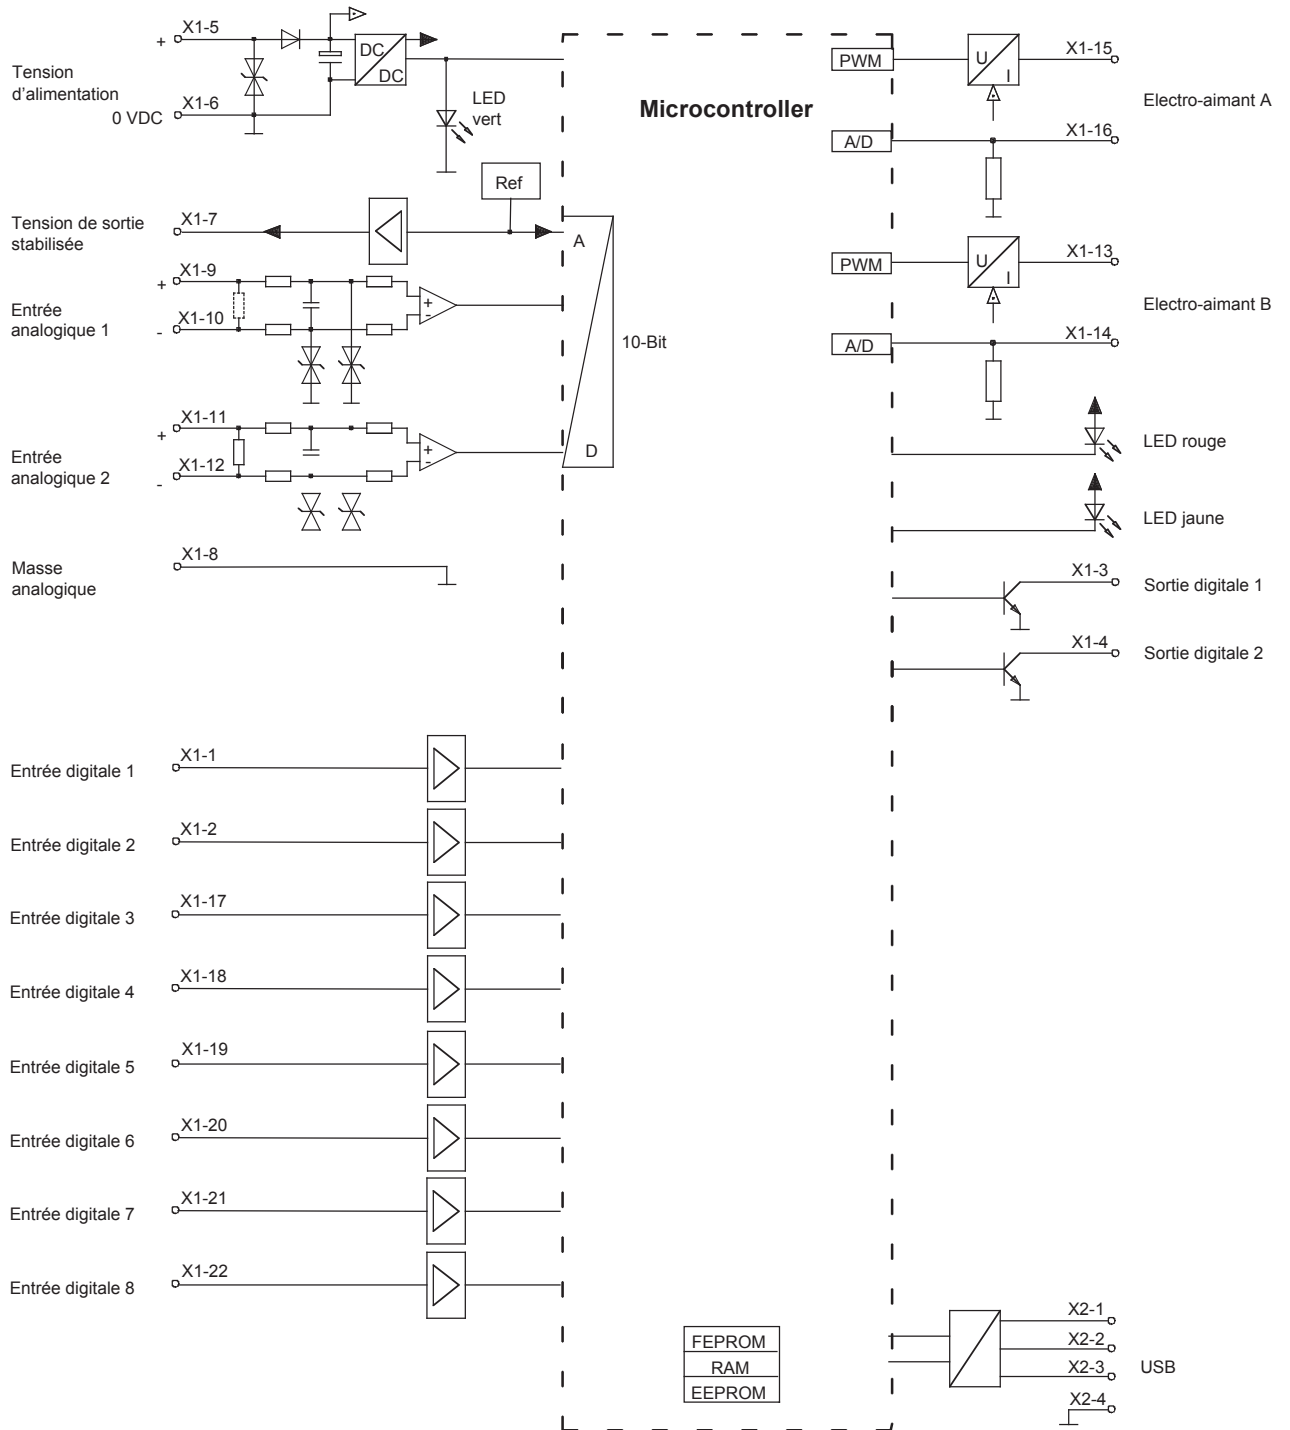 X1-5
+
Tension
d'alimentation
X1-6
0 VDC
DC
DC
LED
vert
Microcontroller
Ref
Tension de sortie
stabilisée
X1-7
A
X1-9
+
Entrée
analogique 1
X1-10
-
+
-
10-Bit
X1-11
+
Entrée
analogique 2
X1-12
-
+
-
D
Masse
analogique
X1-8
Entrée digitale 1
X1-1
Entrée digitale 2
X1-2
Entrée digitale 3
X1-17
Entrée digitale 4
X1-18
Entrée digitale 5
X1-19
Entrée digitale 6
X1-20
Entrée digitale 7
X1-21
Entrée digitale 8
X1-22
FEPROM
RAM
EEPROM
PWM
U
I
X1-15
Electro-aimant A
A/D
X1-16
PWM
U
I
X1-13
Electro-aimant B
A/D
X1-14
LED rouge
LED jaune
X1-3
Sortie digitale 1
X1-4
Sortie digitale 2
X2-1
X2-2
X2-3
USB
X2-4